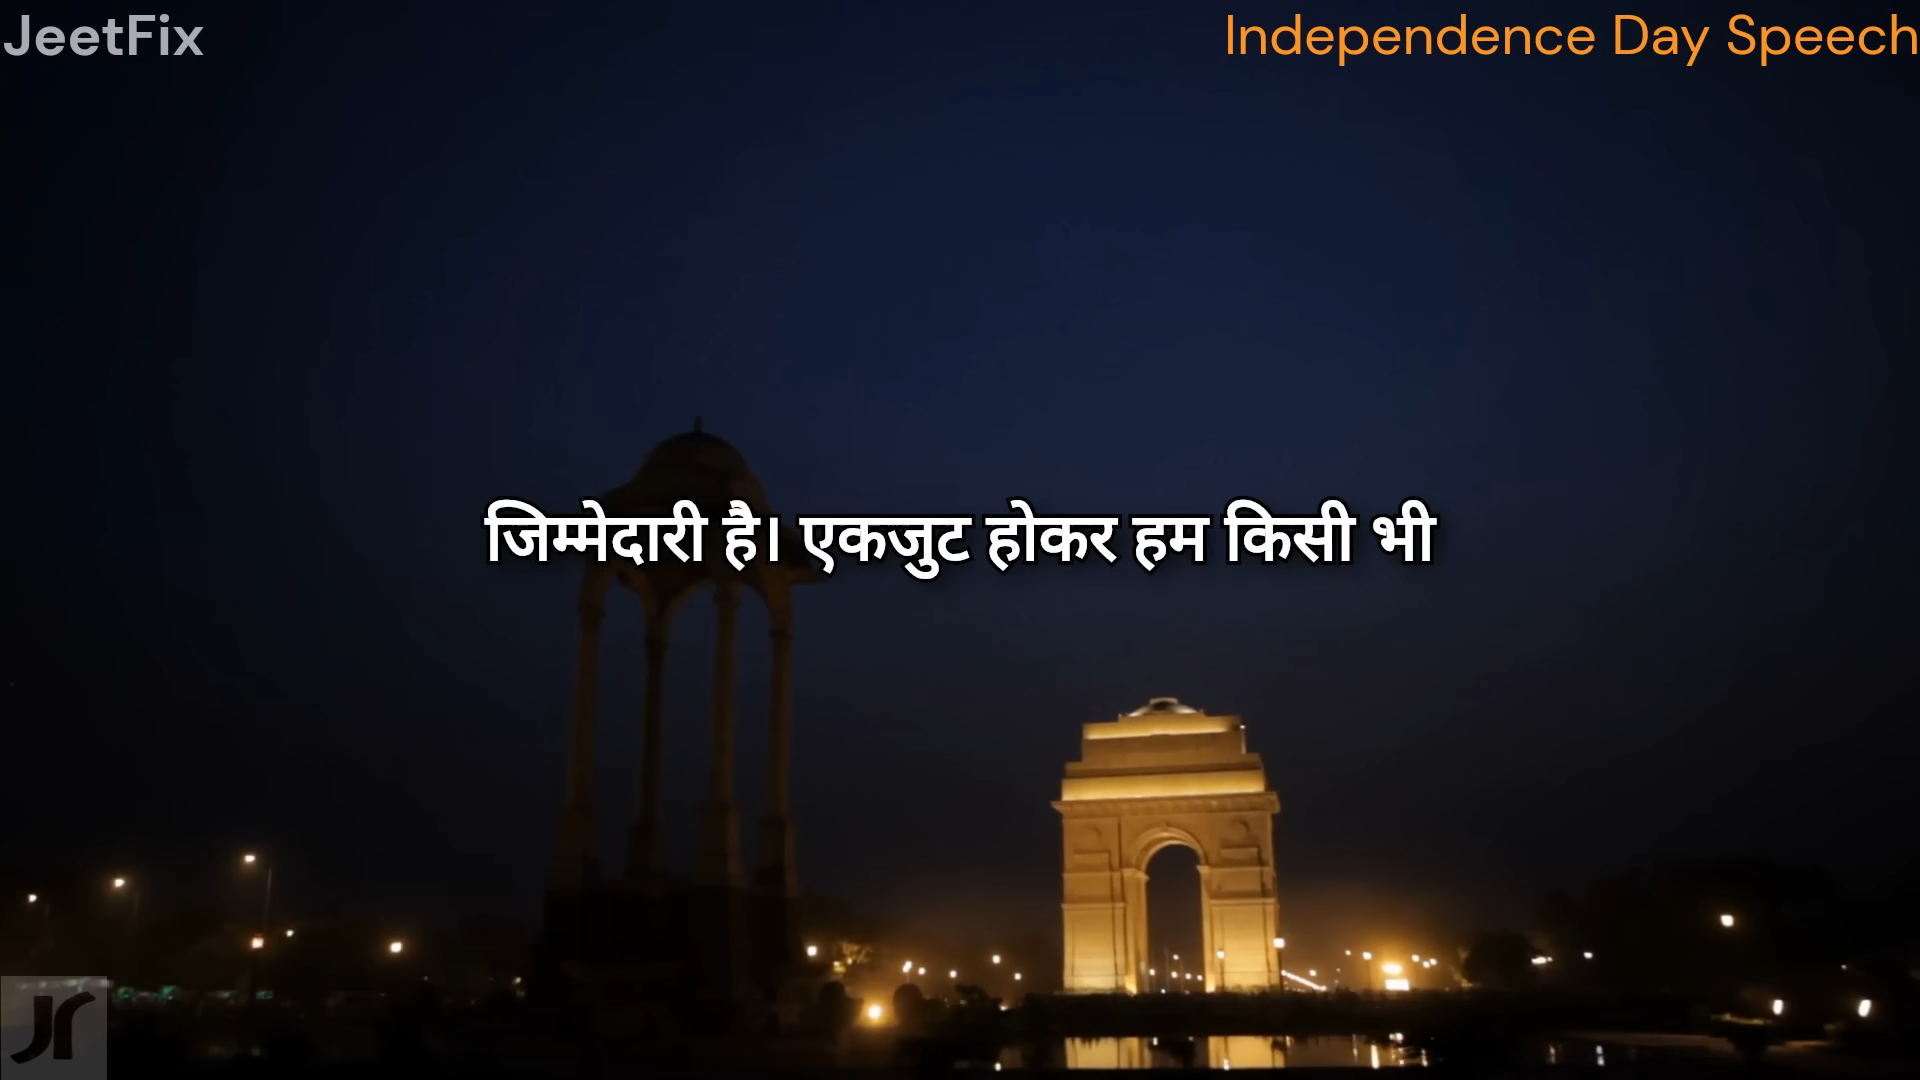 JeetFix
Independence Day Speech
जिम्मेदारी है। एकजुट होकर हम किसी भी